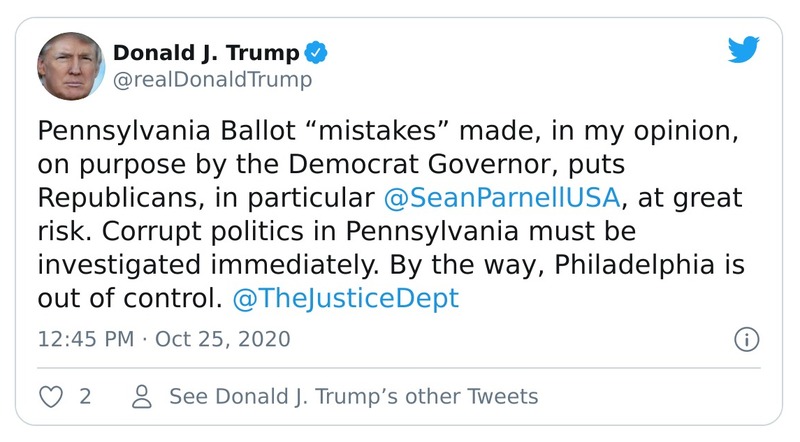 Donald J. Trump
@realDonaldTrump
Pennsylvania Ballot “mistakes” made, in my opinion,
on purpose by the Democrat Governor, puts
Republicans, in particular @SeanParnellUSA, at great
risk. Corrupt politics in Pennsylvania must be
investigated immediately. By the way, Philadelphia is
out of control. @TheJusticeDept
12:45 PM · Oct 25, 2020
2 See Donald J. Trump’s other Tweets